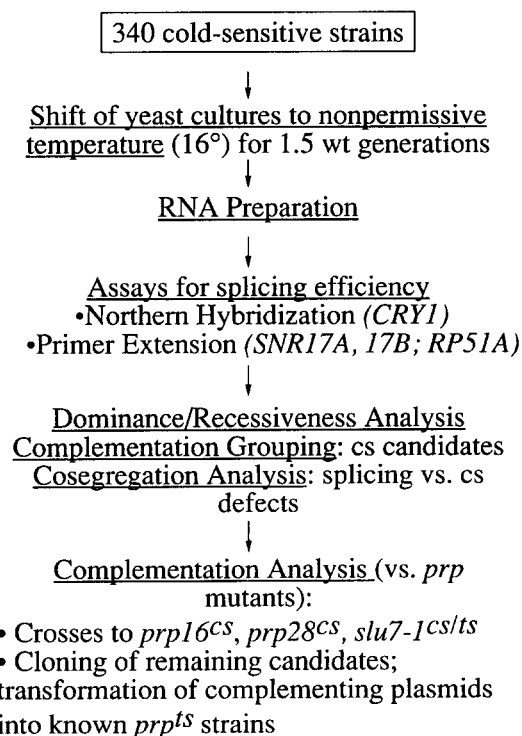 340 cold-sensitive strains
Shift of yeast cultures to nonpermissive
temperature (16°) for 1.5 wt generations
RNA Preparation
Assays for splicing efficiency
•Northern Hybridization (CRY1)
•Primer Extension (SNR17A, 17B; RP51A)
Dominance/Recessiveness Analysis
Complementation Grouping: cs candidates
Cosegregation Analysis: splicing vs. cs
defects
Complementation Analysis (vs. prp
mutants):
• Crosses to prp16cs, prp28cs, slu7-1cs/ts
• Cloning of remaining candidates;
transformation of complementing plasmids
into known prpts strains